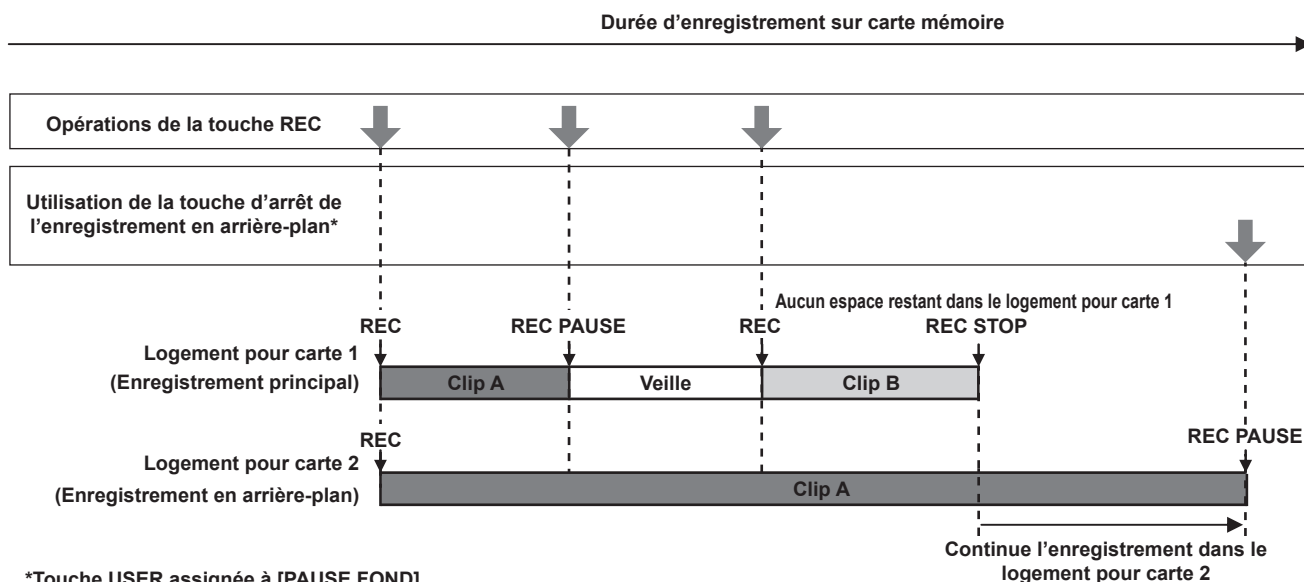 Durée d'enregistrement sur carte mémoire
Opérations de la touche REC
Utilisation de la touche d'arrêt de
l'enregistrement en arrière-plan*
Aucun espace restant dans le logement pour carte 1
REC
REC PAUSE
REC
REC STOP
Logement pour carte 1
(Enregistrement principal)
Clip A
Veille
Clip B
REC
REC PAUSE
Logement pour carte 2
(Enregistrement en arrière-plan)
Clip A
Continue l'enregistrement dans le
logement pour carte 2
*Touche USER assignée à [PAUSE FOND]